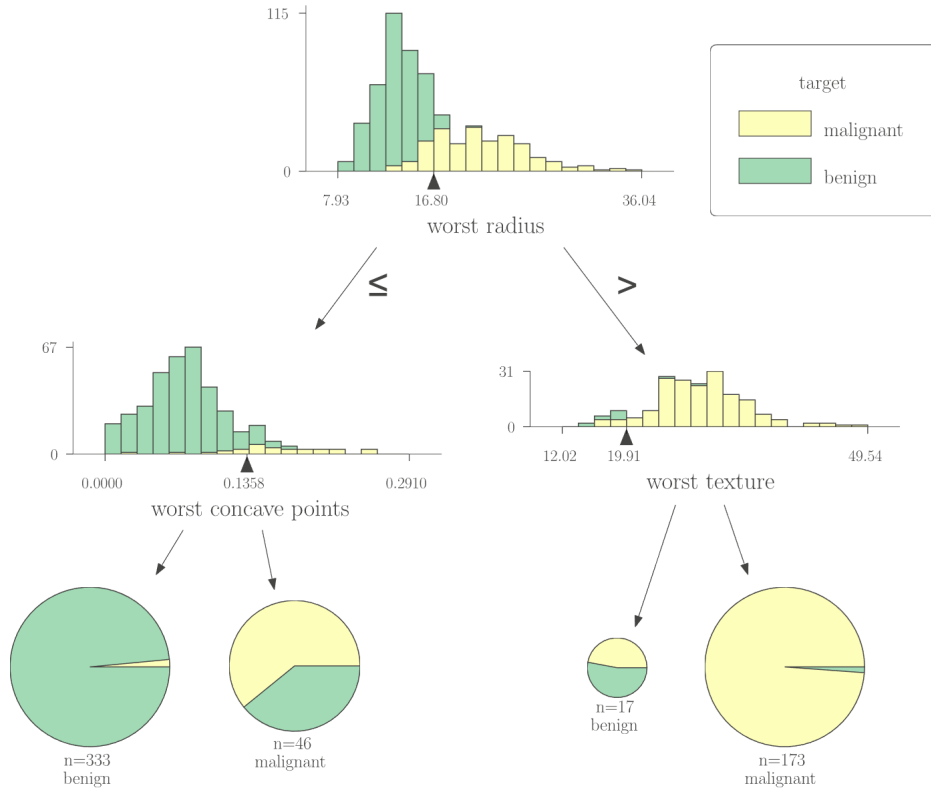 115
0
7.93 16.80 36.04
worst radius
target
malignant
benign
≤ >
67
0
0.0000 0.1358 0.2910
worst concave points
31
0
12.02 19.91 49.54
worst texture
n=333
benign
n=46
malignant
n=17
benign
n=173
malignant